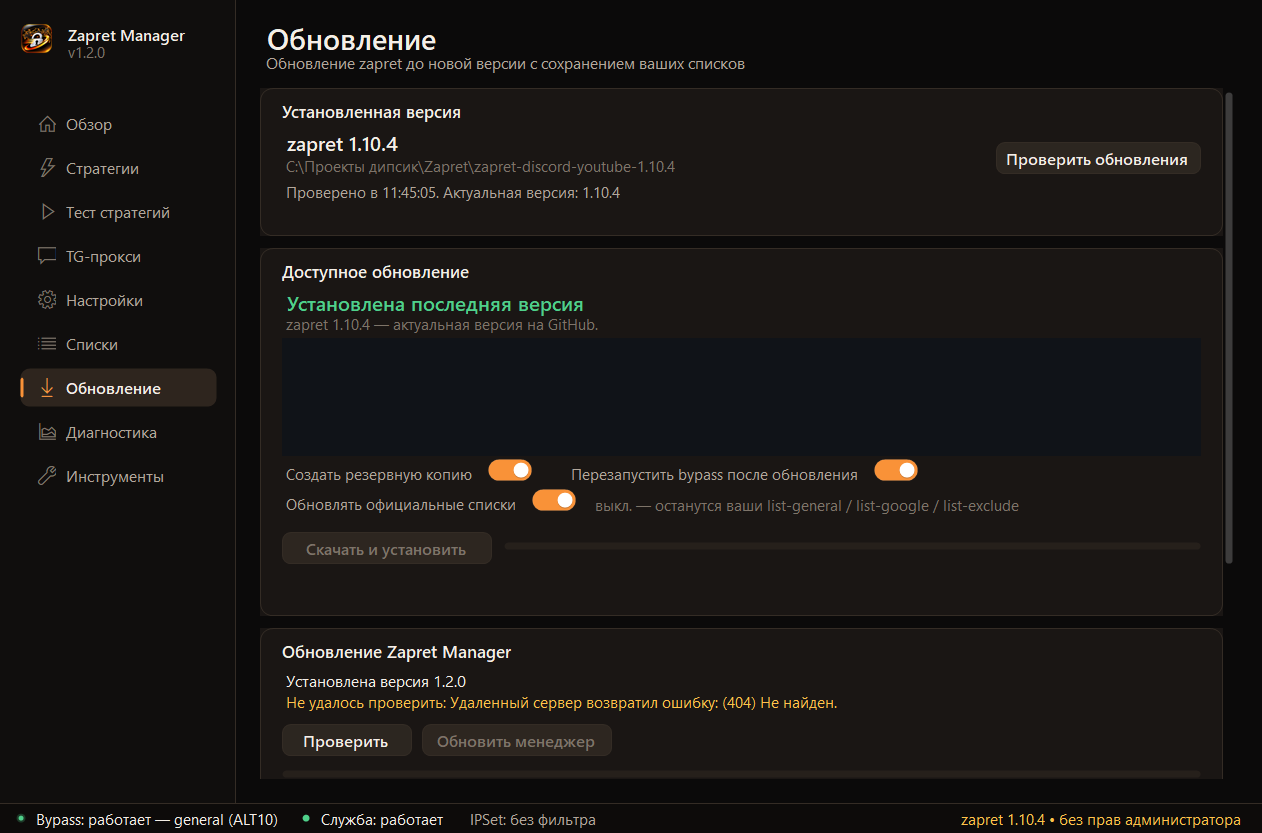 Zapret Manager
v1.2.0
Обзор
Стратегии
Тест стратегий
TG-прокси
Настройки
Списки
Обновление
Диагностика
Инструменты
Обновление
Обновление zapret до новой версии с сохранением ваших списков
Установленная версия
zapret 1.10.4
C:\Проекты дипсик\Zapret\zapret-discord-youtube-1.10.4
Проверено в 11:45:05. Актуальная версия: 1.10.4
Проверить обновления
Доступное обновление
Установлена последняя версия
zapret 1.10.4 — актуальная версия на GitHub.
Создать резервную копию Перезапустить bypass после обновления
Обновлять официальные списки выкл. — останутся ваши list-general / list-google / list-exclude
Скачать и установить
Обновление Zapret Manager
Установлена версия 1.2.0
Не удалось проверить: Удаленный сервер возвратил ошибку: (404) Не найден.
Проверить Обновить менеджер
Bypass: работает — general (ALT10) Служба: работает IPSet: без фильтра zapret 1.10.4 • без прав администратора